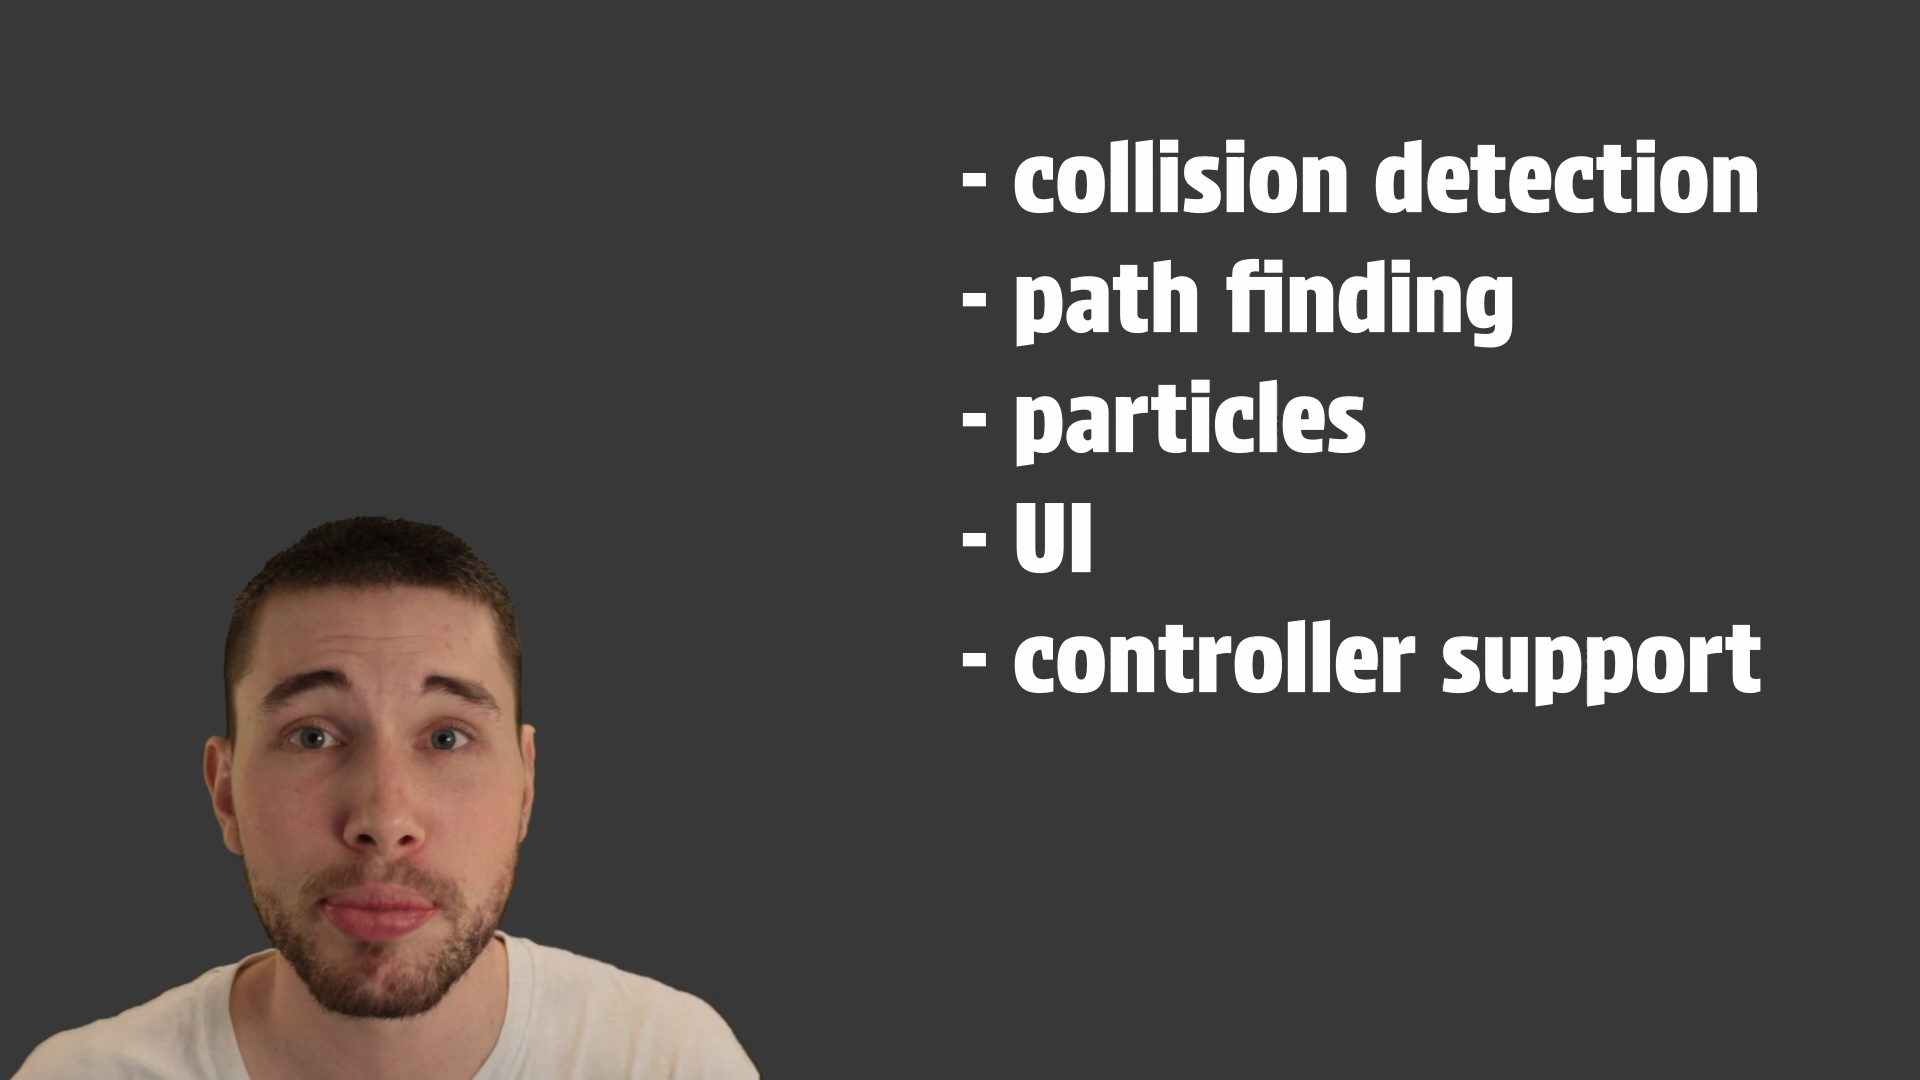 - collision detection
- path finding
- particles
- UI
- controller support